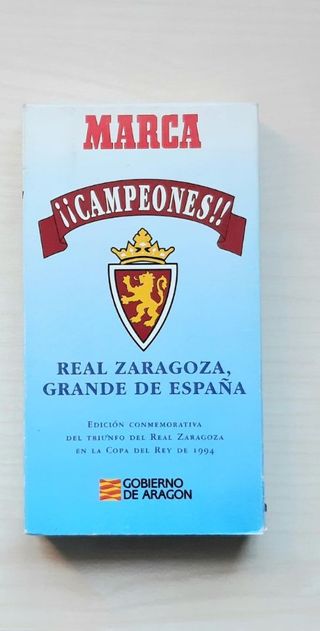 MARCA
¡¡CAMPEONES!!
REAL ZARAGOZA,
GRANDE DE ESPAÑA
EDICIÓN CONMEMORATIVA
DEL TRIUNFO DEL REAL ZARAGOZA
EN LA COPA DEL REY DE 1994
GOBIERNO
DE ARAGON